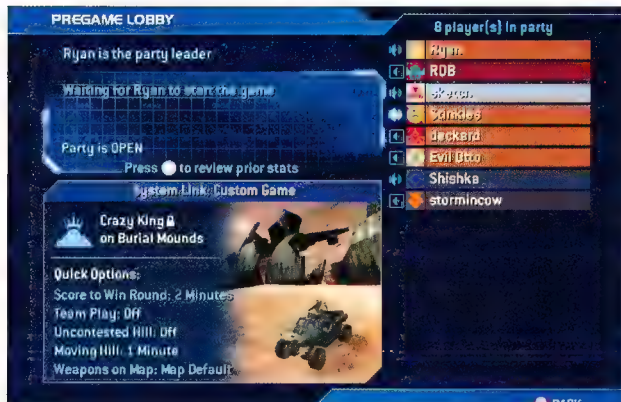 PREGAME LOBBY
Ryan is the party leader
Waiting for Ryan to start the game
Party is OPEN
Press to review prior stats
System Link: Custom Game
Crazy King
on Burial Mounds
Quick Options:
Score to Win Round: 2 Minutes
Team Play: Off
Uncontested Hill: Off
Moving Hill: 1 Minute
Weapons on Map: Map Default
8 player(s) in party
Ryan
ROB
sketch
Stinkles
deckard
Evil Otto
Shishka
stormincow
BACK